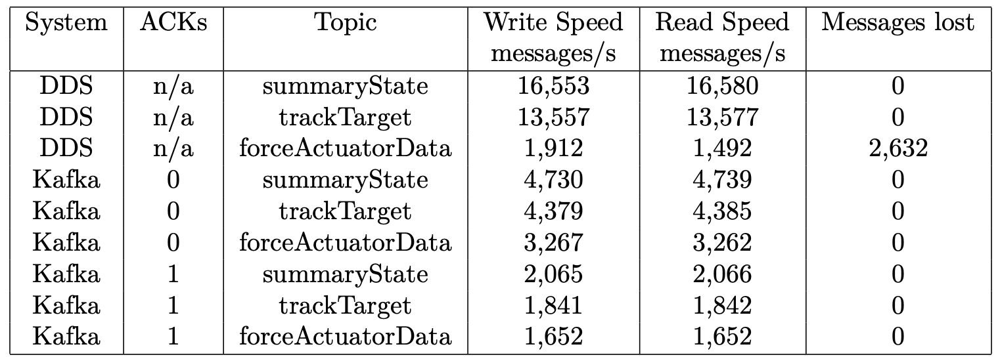 System ACKs Topic Write Speed Read Speed Messages lost
messages/s messages/s
DDS n/a summaryState 16,553 16,580 0
DDS n/a trackTarget 13,557 13,577 0
DDS n/a forceActuatorData 1,912 1,492 2,632
Kafka 0 summaryState 4,730 4,739 0
Kafka 0 trackTarget 4,379 4,385 0
Kafka 0 forceActuatorData 3,267 3,262 0
Kafka 1 summaryState 2,065 2,066 0
Kafka 1 trackTarget 1,841 1,842 0
Kafka 1 forceActuatorData 1,652 1,652 0